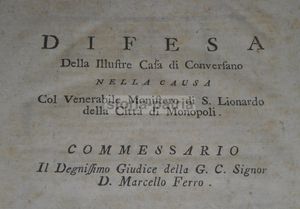 DIFESA
Della Illuſtre Caſa di Converſano
NELLA CAUSA
Col Venerabile Moniſtero di S. Lionardo
della Città di Monopoli.
COMMESSARIO
Il Degniſſimo Giudice della G. C. Signor
D. Marcello Ferro.